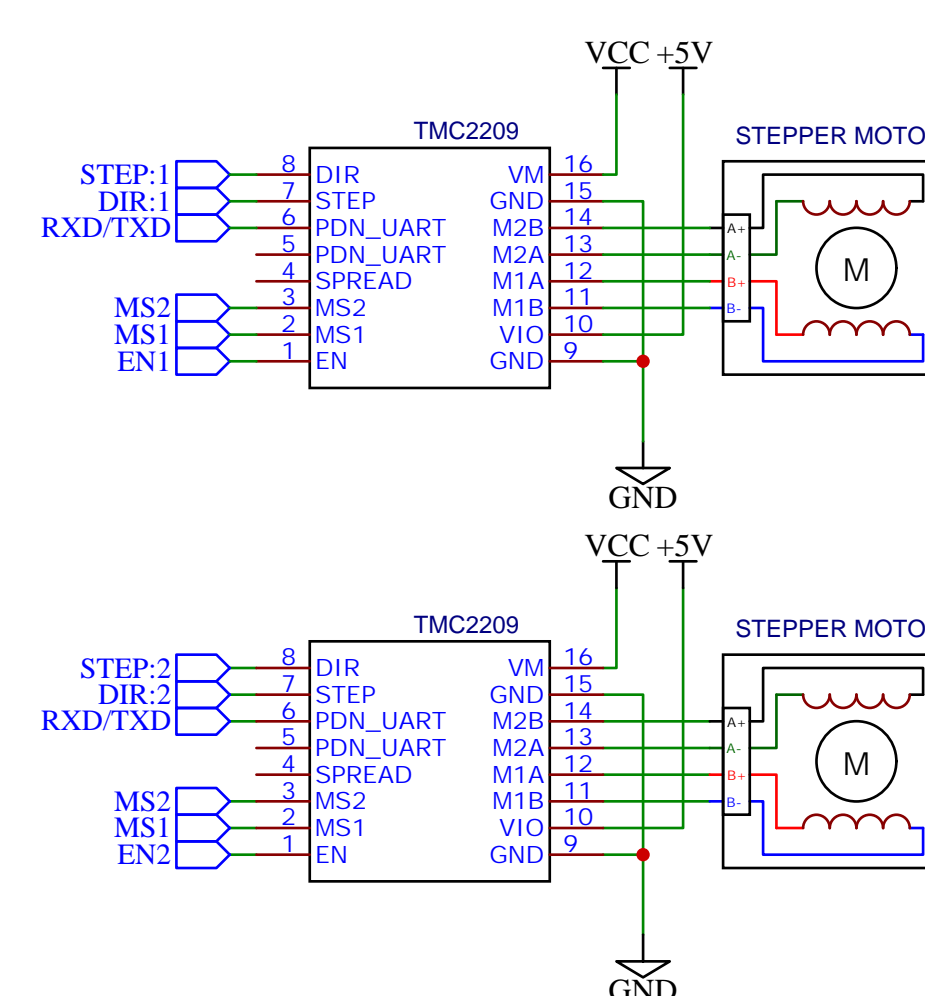 VCC +5V
TMC2209
STEPPER MOTO
STEP:1 8 DIR VM 16
DIR:1 7 STEP GND 15
RXD/TXD 6 PDN_UART M2B 14 A+
5 PDN_UART M2A 13 A-
4 SPREAD M1A 12 B+
MS2 3 MS2 M1B 11 B-
MS1 2 MS1 VIO 10
EN1 1 EN GND 9
M
GND
VCC +5V
TMC2209
STEPPER MOTO
STEP:2 8 DIR VM 16
DIR:2 7 STEP GND 15
RXD/TXD 6 PDN_UART M2B 14 A+
5 PDN_UART M2A 13 A-
4 SPREAD M1A 12 B+
MS2 3 MS2 M1B 11 B-
MS1 2 MS1 VIO 10
EN2 1 EN GND 9
M
GND